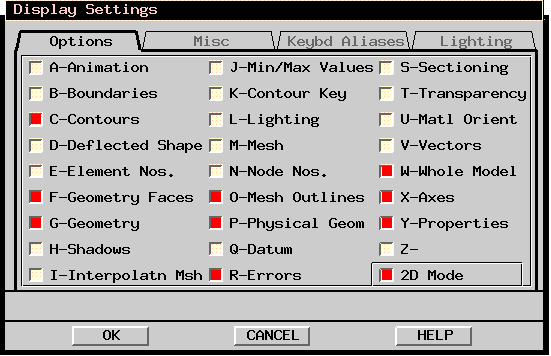 Display Settings
Options Misc Keybd Aliases Lighting
A-Animation J-Min/Max Values S-Sectioning
B-Boundaries K-Contour Key T-Transparency
C-Contours L-Lighting U-Matl Orient
D-Deflected Shape M-Mesh V-Vectors
E-Element Nos. N-Node Nos. W-Whole Model
F-Geometry Faces O-Mesh Outlines X-Axes
G-Geometry P-Physical Geom Y-Properties
H-Shadows Q-Datum Z-
I-Interpolatn Msh R-Errors 2D Mode
OK CANCEL HELP